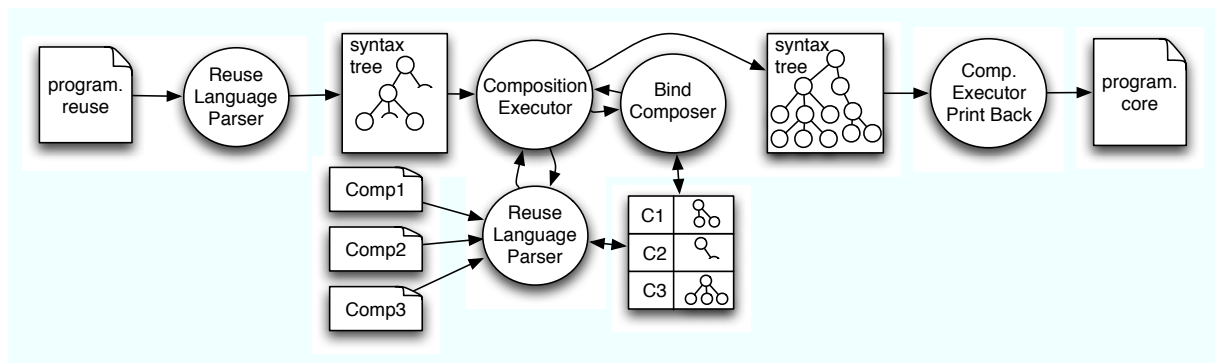 program.
reuse
Reuse
Language
Parser
syntax
tree
Composition
Executor
Bind
Composer
syntax
tree
Comp.
Executor
Print Back
program.
core
Comp1
Comp2
Comp3
Reuse
Language
Parser
C1
C2
C3